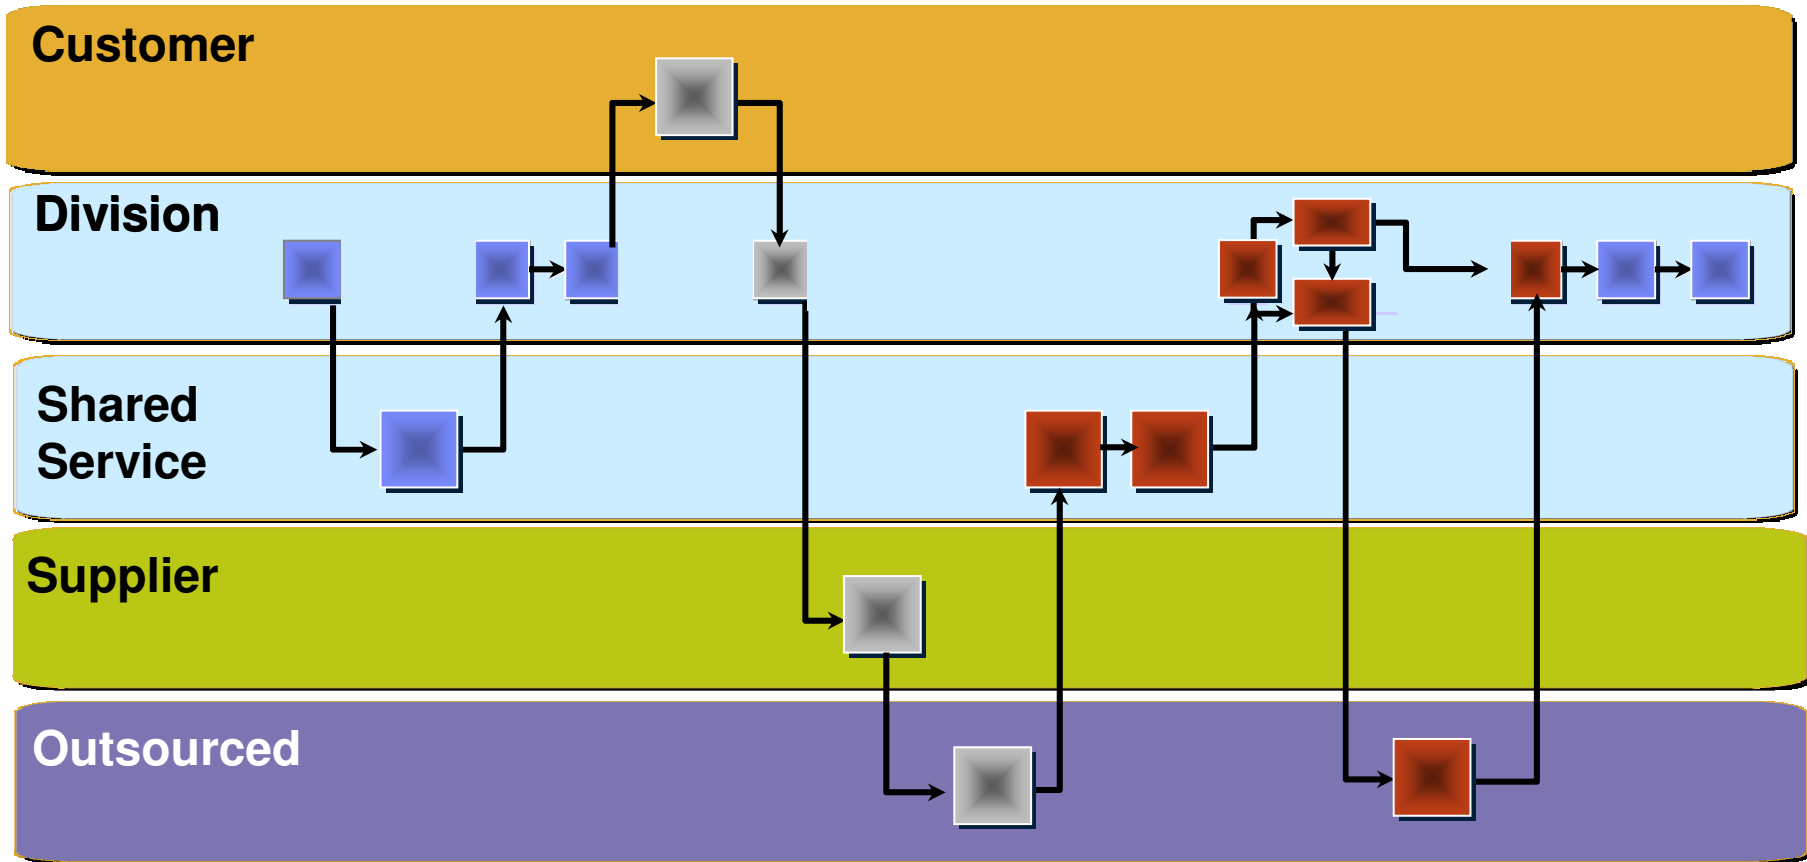 Customer
Division
Shared
Service
Supplier
Outsourced